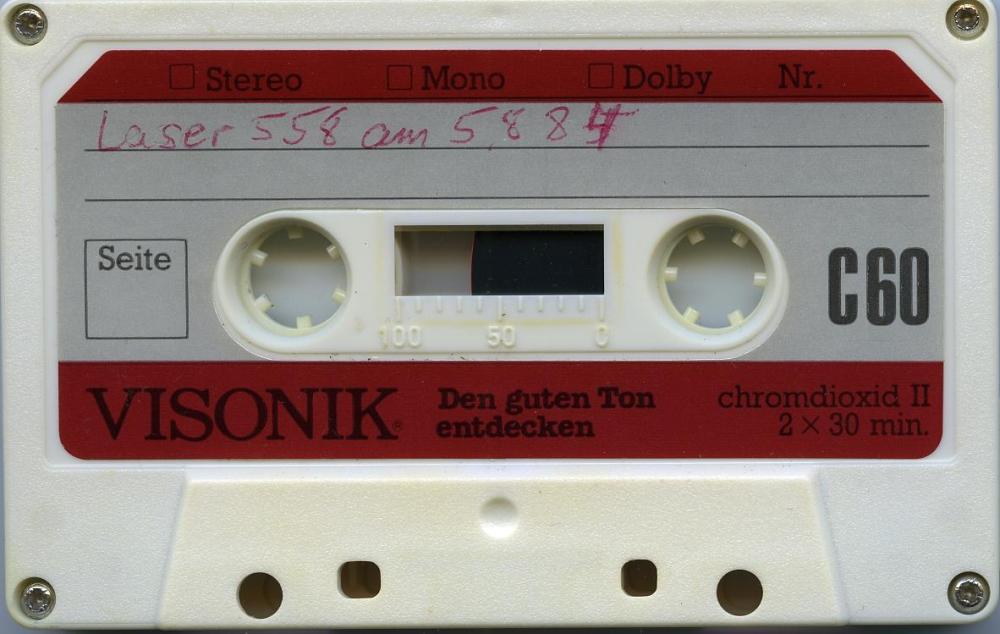 Stereo Mono Dolby Nr.
Laser 558 am 5.8 84
Seite
C60
100 50 0
VISONIK®
Den guten Ton
entdecken
chromdioxid II
2 × 30 min.